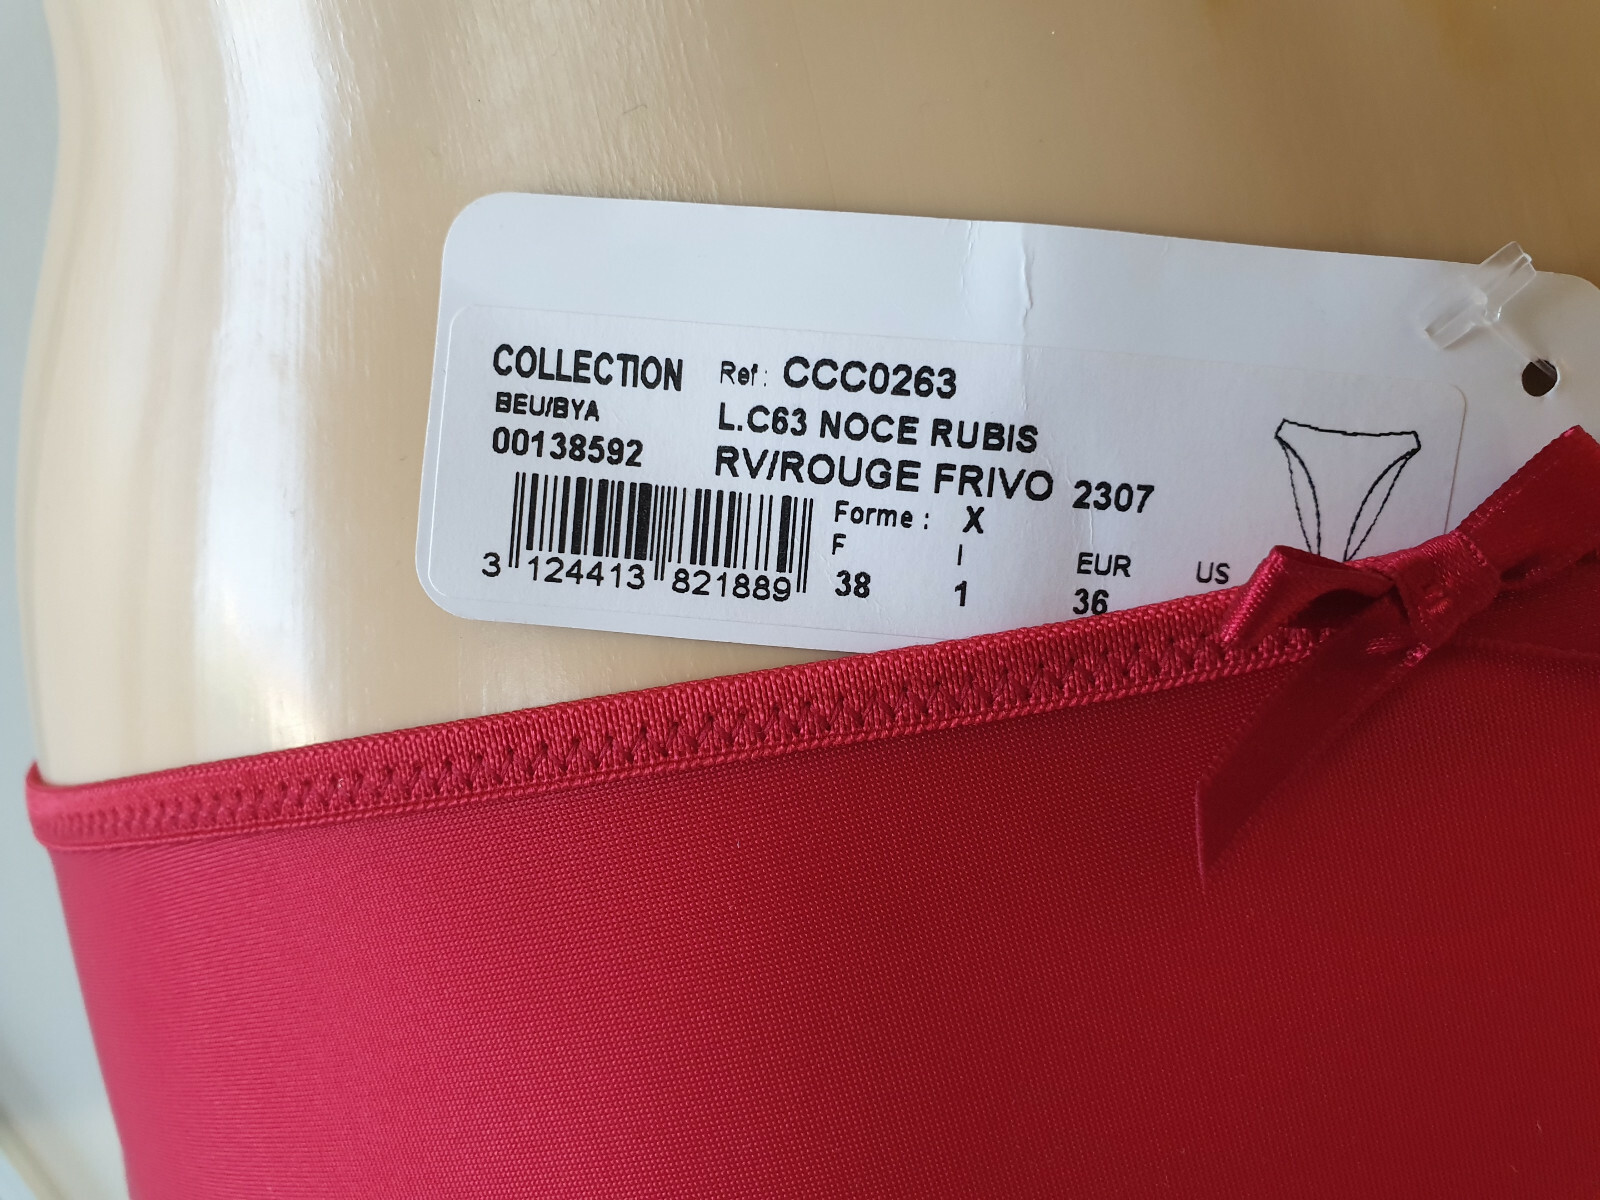 COLLECTION Ref: CCC0263
BEU/BYA L.C63 NOCE RUBIS
00138592 RV/ROUGE FRIVO 2307
Forme : X
F I EUR US
38 1 36
3 124413 821889